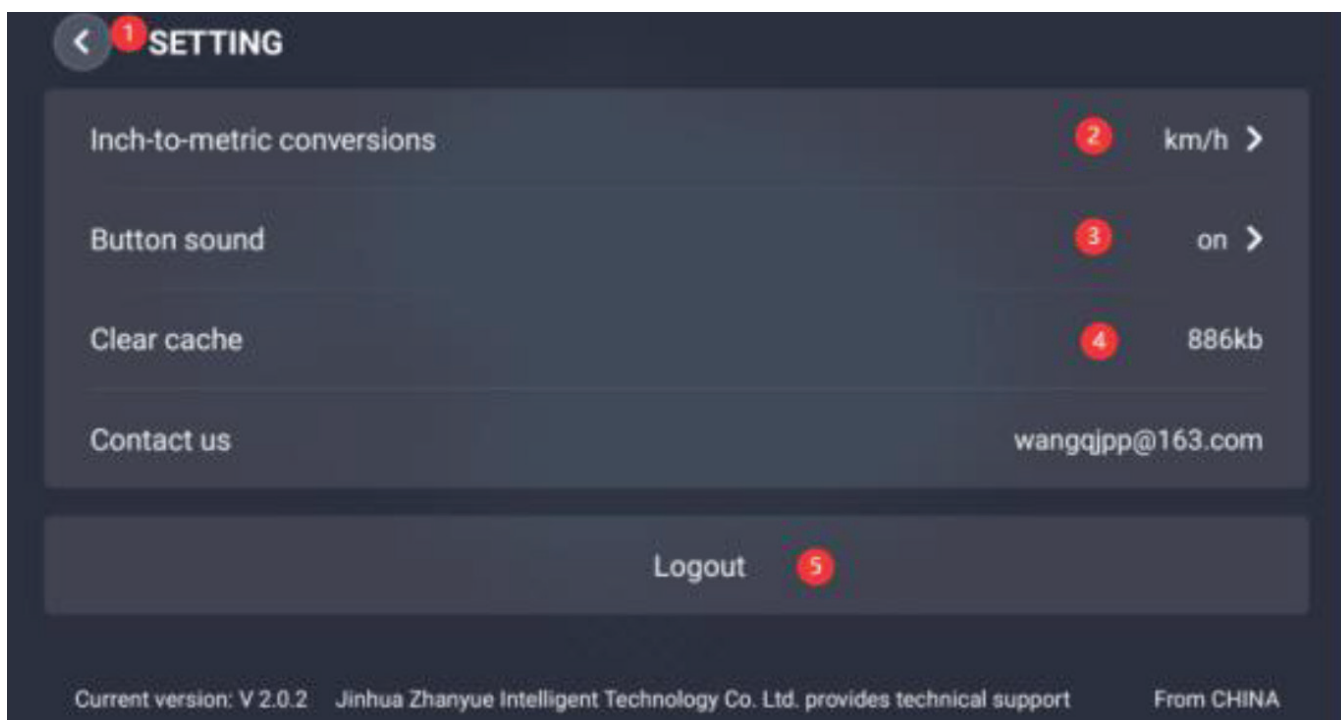 1 SETTING
Inch-to-metric conversions 2 km/h
Button sound 3 on
Clear cache 4 886kb
Contact us wangqjpp@163.com
Logout 5
Current version: V 2.0.2 Jinhua Zhanyue Intelligent Technology Co. Ltd. provides technical support From CHINA